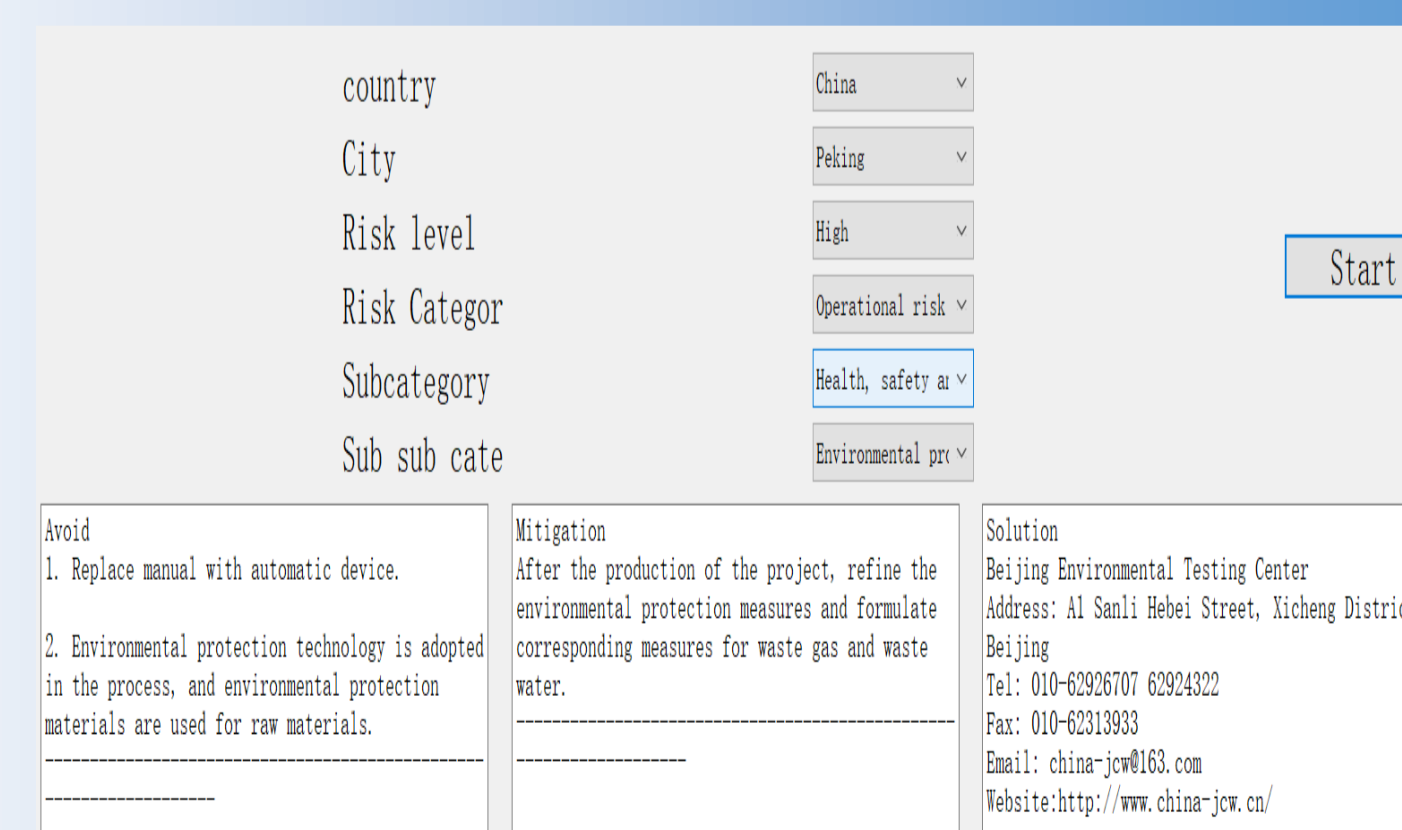 country
China
City
Peking
Risk level
High
Start
Risk Categor
Operational risk
Subcategory
Health, safety
Sub sub cate
Environmental
Avoid
1. Replace manual with automatic device.
2. Environmental protection technology is adopted
in the process, and environmental protection
materials are used for raw materials.
-------------------------------------------------
-------------------
Mitigation
After the production of the project, refine the
environmental protection measures and formulate
corresponding measures for waste gas and waste
water.
-------------------------------------------------
-------------------
Solution
Beijing Environmental Testing Center
Address: A1 Sanli Hebei Street, Xicheng
Beijing
Tel: 010-62926707 62924322
Fax: 010-62313933
Email: china-jcw@163.com
Website:http://www.china-jcw.cn/